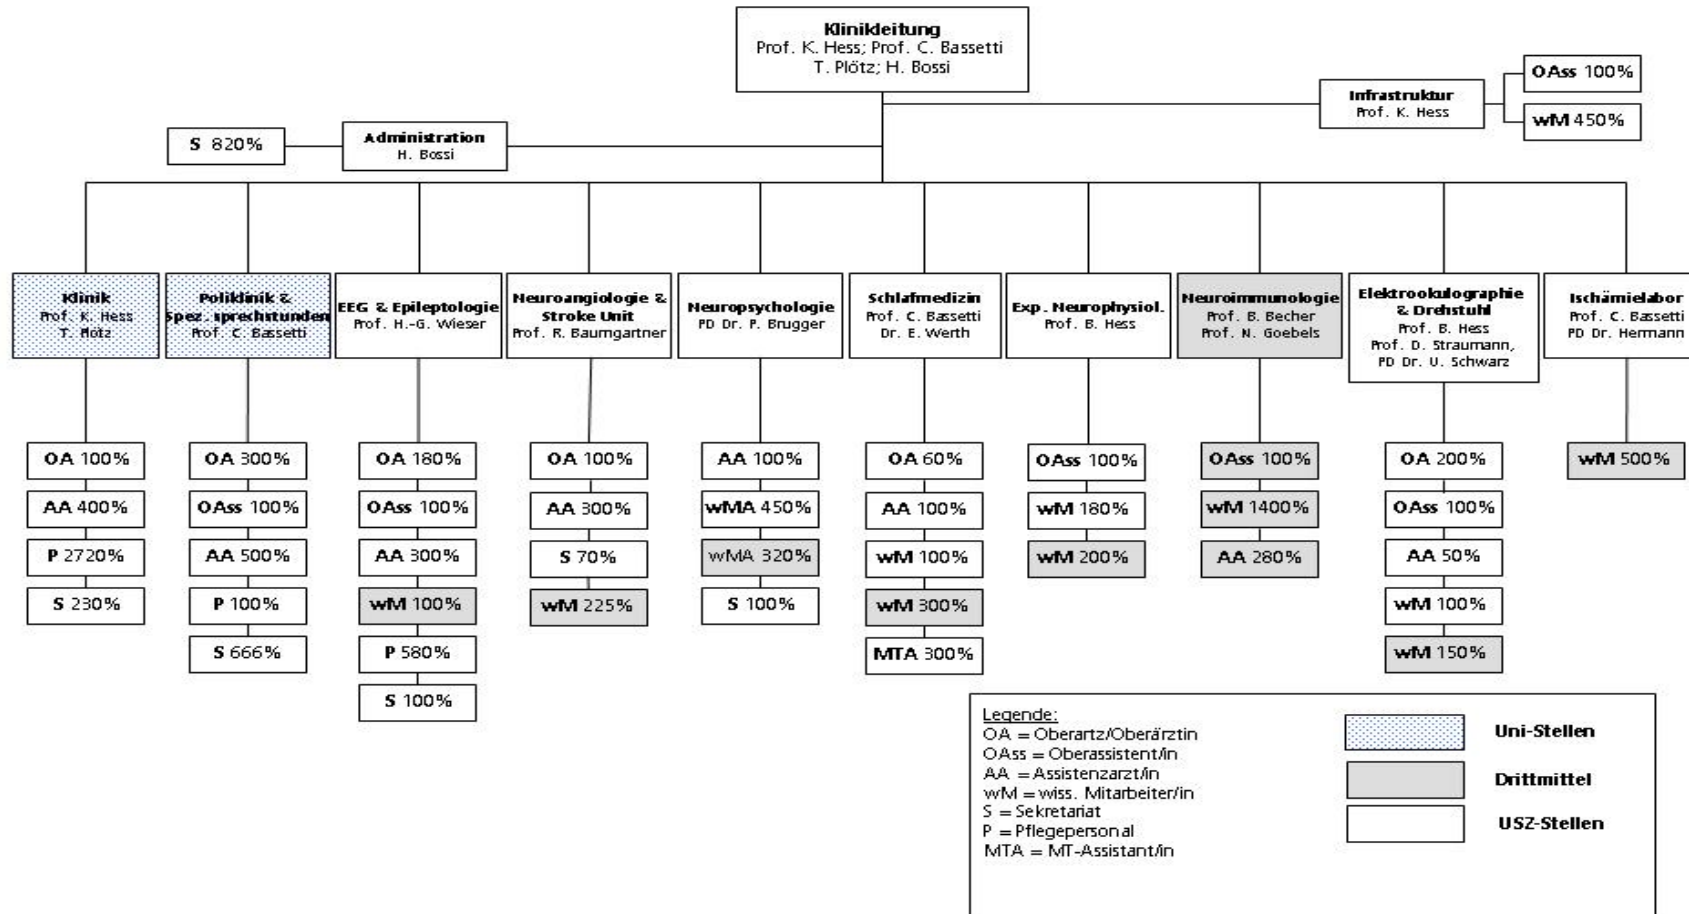 Klinikleitung
Prof. K. Hess; Prof. C. Bassetti
T. Plötz; H. Bossi
Infrastruktur
Prof. K. Hess
OAss 100%
wM 450%
S 820%
Administration
H. Bossi
Klinik
Prof. K. Hess
T. Plötz
Poliklinik &
Spez. sprechstunden
Prof. C. Bassetti
EEG & Epileptologie
Prof. H.-G. Wieser
Neuroangiologie &
Stroke Unit
Prof. R. Baumgartner
Neuropsychologie
PD Dr. P. Brugger
Schlafmedizin
Prof. C. Bassetti
Dr. E. Werth
Exp. Neurophysiol.
Prof. B. Hess
Neuroimmunologie
Prof. B. Becher
Prof. N. Goebels
Elektrookulographie
& Drehstuhl
Prof. B. Hess
Prof. D. Straumann,
PD Dr. U. Schwarz
Ischämielabor
Prof. C. Bassetti
PD Dr. Hermann
OA 100%
AA 400%
P 2720%
S 230%
OA 300%
OAss 100%
AA 500%
P 100%
S 666%
OA 180%
OAss 100%
AA 300%
wM 100%
P 580%
S 100%
OA 100%
AA 300%
S 70%
wM 225%
AA 100%
wMA 450%
wMA 320%
S 100%
OA 60%
AA 100%
wM 100%
wM 300%
MTA 300%
OAss 100%
wM 180%
wM 200%
OAss 100%
wM 1400%
AA 280%
OA 200%
OAss 100%
AA 50%
wM 100%
wM 150%
wM 500%
Legende:
OA = Oberartz/Oberärztin
OAss = Oberassistent/in
AA = Assistenzarzt/in
wM = wiss. Mitarbeiter/in
S = Sekretariat
P = Pflegepersonal
MTA = MT-Assistant/in
Uni-Stellen
Drittmittel
USZ-Stellen